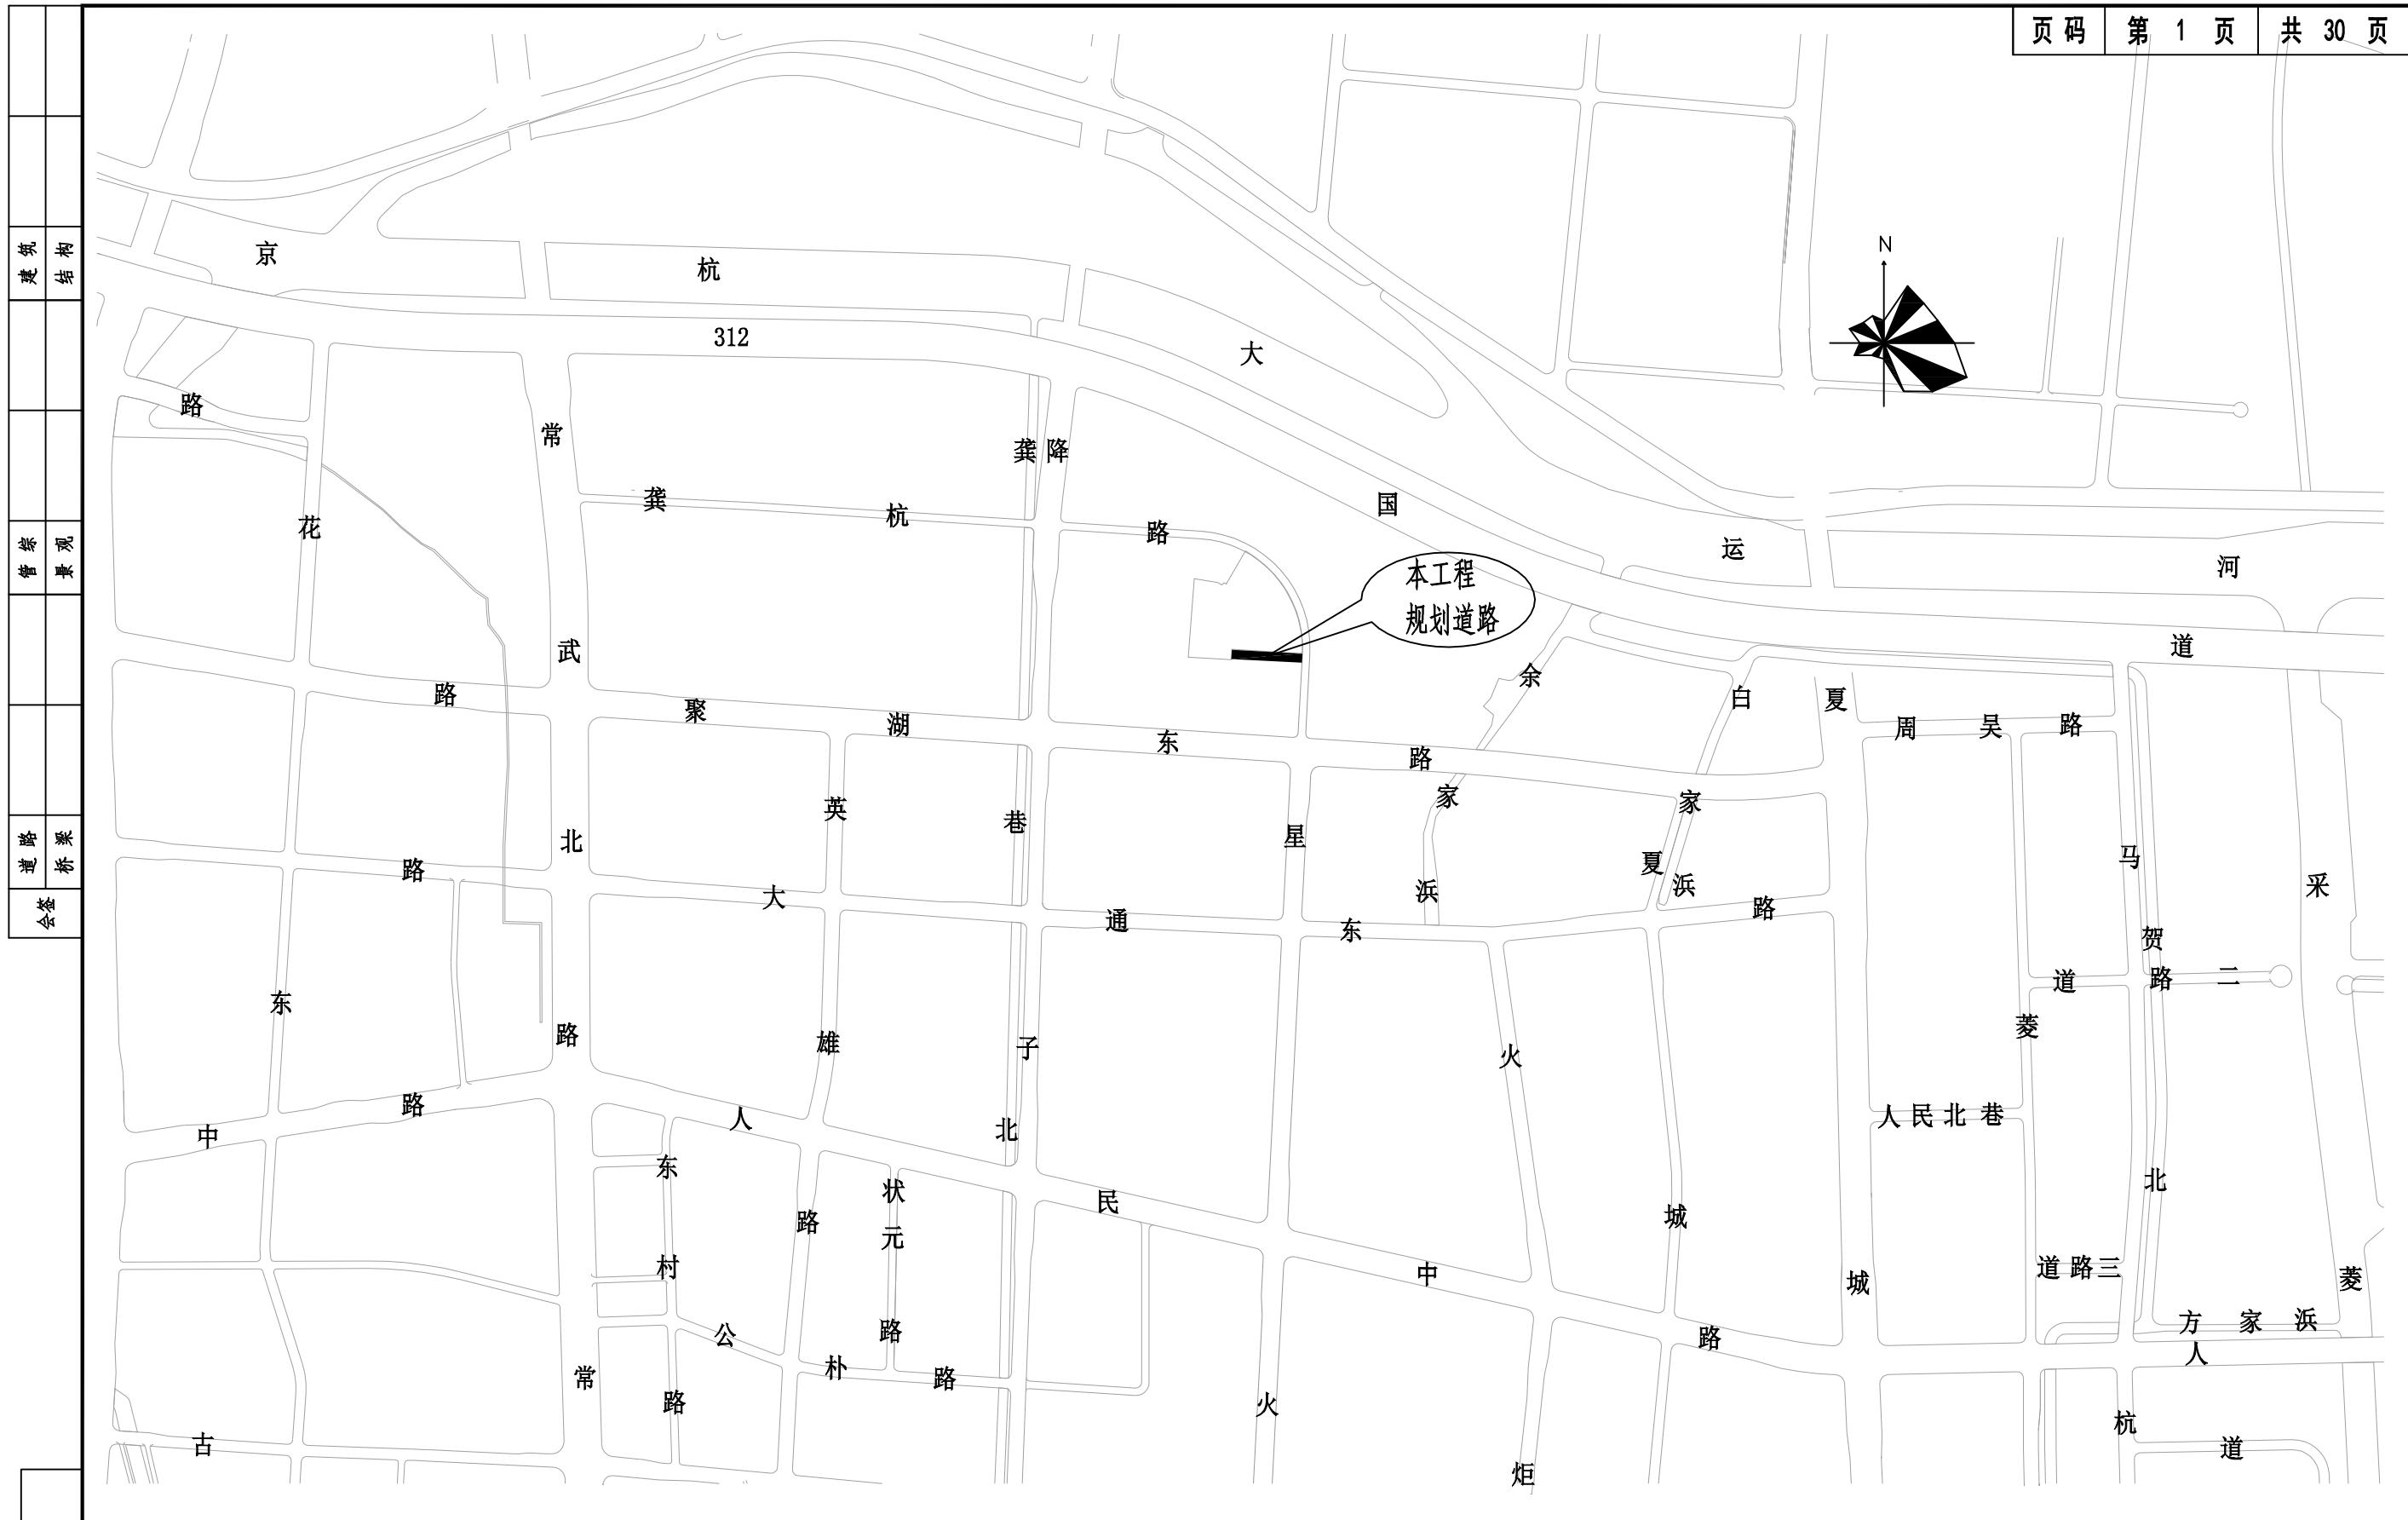 页 码 第 1 页 共 30 页
建 筑
结 构
管 综
景 观
道 路
桥 梁
会签
N
京 杭 大 运 河
312 国 道
路
花
东
常 武 北 路
龚 杭 路
龚 巷 子 北
降
本工程
规划道路
路 聚 湖 东 路
余 家 浜
白 家 浜
夏
周 吴 路
英 雄 路
星 火
路 大 通 东 路
夏 城
马
贺 北
采 菱
道 路 二
菱
火
人 民 北 巷
中 路 人 民 中 路
城
东 村 公 路
状 元 路
朴 路
道 路 三
方 家 浜
人
常
火
炬
杭
道
古